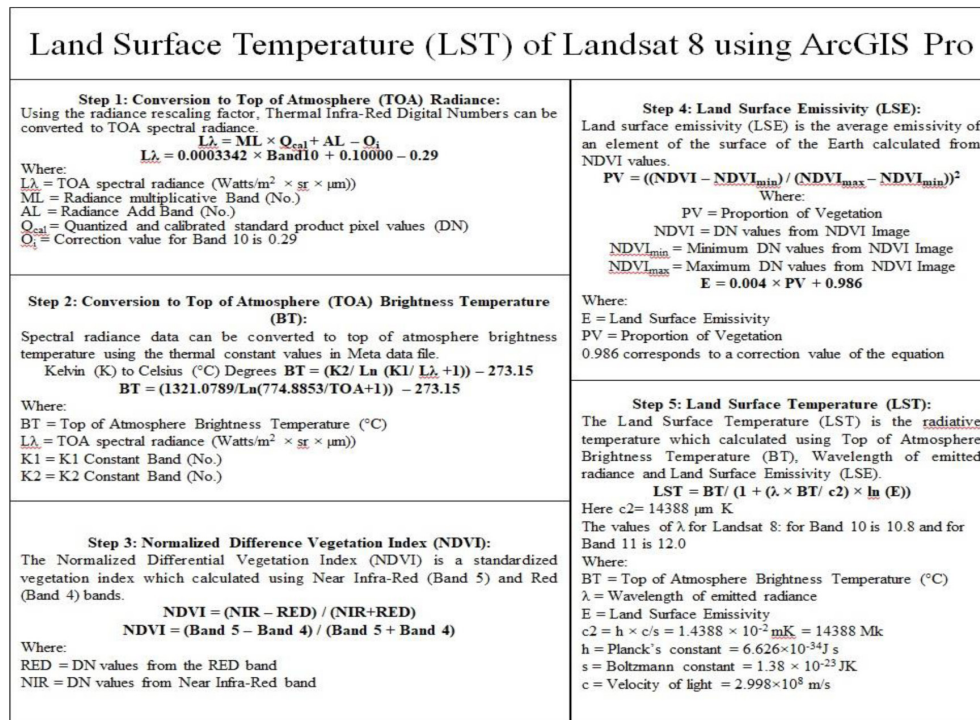 Land Surface Temperature (LST) of Landsat 8 using ArcGIS Pro
Step 1: Conversion to Top of Atmosphere (TOA) Radiance:
Using the radiance rescaling factor, Thermal Infra-Red Digital Numbers can be
converted to TOA spectral radiance.
Lλ = ML × Qcal + AL – Oi
Lλ = 0.0003342 × Band10 + 0.10000 – 0.29
Where:
Lλ = TOA spectral radiance (Watts/m² × sr × μm))
ML = Radiance multiplicative Band (No.)
AL = Radiance Add Band (No.)
Qcal = Quantized and calibrated standard product pixel values (DN)
Oi = Correction value for Band 10 is 0.29
Step 2: Conversion to Top of Atmosphere (TOA) Brightness Temperature
(BT):
Spectral radiance data can be converted to top of atmosphere brightness
temperature using the thermal constant values in Meta data file.
Kelvin (K) to Celsius (°C) Degrees BT = (K2/ Ln (K1/ Lλ +1)) – 273.15
BT = (1321.0789/Ln(774.8853/TOA+1)) – 273.15
Where:
BT = Top of Atmosphere Brightness Temperature (°C)
Lλ = TOA spectral radiance (Watts/m² × sr × μm))
K1 = K1 Constant Band (No.)
K2 = K2 Constant Band (No.)
Step 3: Normalized Difference Vegetation Index (NDVI):
The Normalized Differential Vegetation Index (NDVI) is a standardized
vegetation index which calculated using Near Infra-Red (Band 5) and Red
(Band 4) bands.
NDVI = (NIR – RED) / (NIR+RED)
NDVI = (Band 5 – Band 4) / (Band 5 + Band 4)
Where:
RED = DN values from the RED band
NIR = DN values from Near Infra-Red band
Step 4: Land Surface Emissivity (LSE):
Land surface emissivity (LSE) is the average emissivity of
an element of the surface of the Earth calculated from
NDVI values.
PV = ((NDVI – NDVImin) / (NDVImax – NDVImin))²
Where:
PV = Proportion of Vegetation
NDVI = DN values from NDVI Image
NDVImin = Minimum DN values from NDVI Image
NDVImax = Maximum DN values from NDVI Image
E = 0.004 × PV + 0.986
Where:
E = Land Surface Emissivity
PV = Proportion of Vegetation
0.986 corresponds to a correction value of the equation
Step 5: Land Surface Temperature (LST):
The Land Surface Temperature (LST) is the radiative
temperature which calculated using Top of Atmosphere
Brightness Temperature (BT), Wavelength of emitted
radiance and Land Surface Emissivity (LSE).
LST = BT/ (1 + (λ × BT/ c2) × ln (E))
Here c2= 14388 μm K
The values of λ for Landsat 8: for Band 10 is 10.8 and for
Band 11 is 12.0
Where:
BT = Top of Atmosphere Brightness Temperature (°C)
λ = Wavelength of emitted radiance
E = Land Surface Emissivity
c2 = h × c/s = 1.4388 × 10⁻² mK = 14388 Mk
h = Planck's constant = 6.626×10⁻³⁴J s
s = Boltzmann constant = 1.38 × 10⁻²³ JK
c = Velocity of light = 2.998×10⁸ m/s